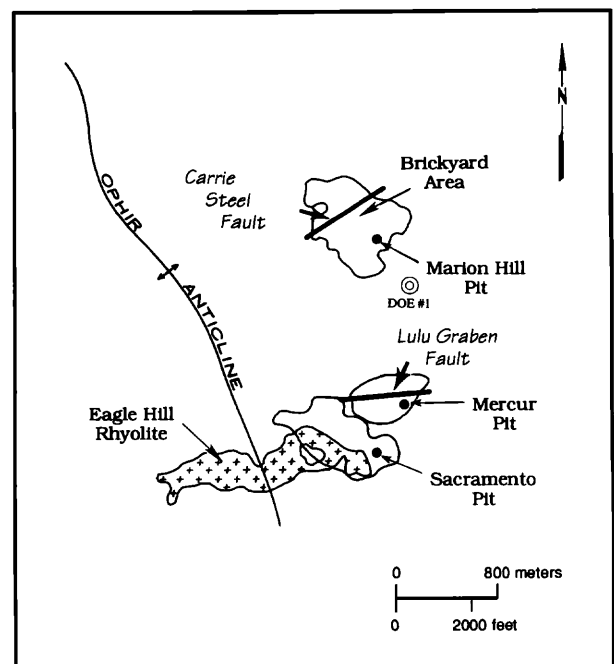 N
Brickyard
Area
Carrie
Steel
Fault
OPHIR
ANTICLINE
Marion Hill
Pit
DOE #1
Lulu Graben
Fault
Eagle Hill
Rhyolite
Mercur
Pit
Sacramento
Pit
0 800 meters
0 2000 feet